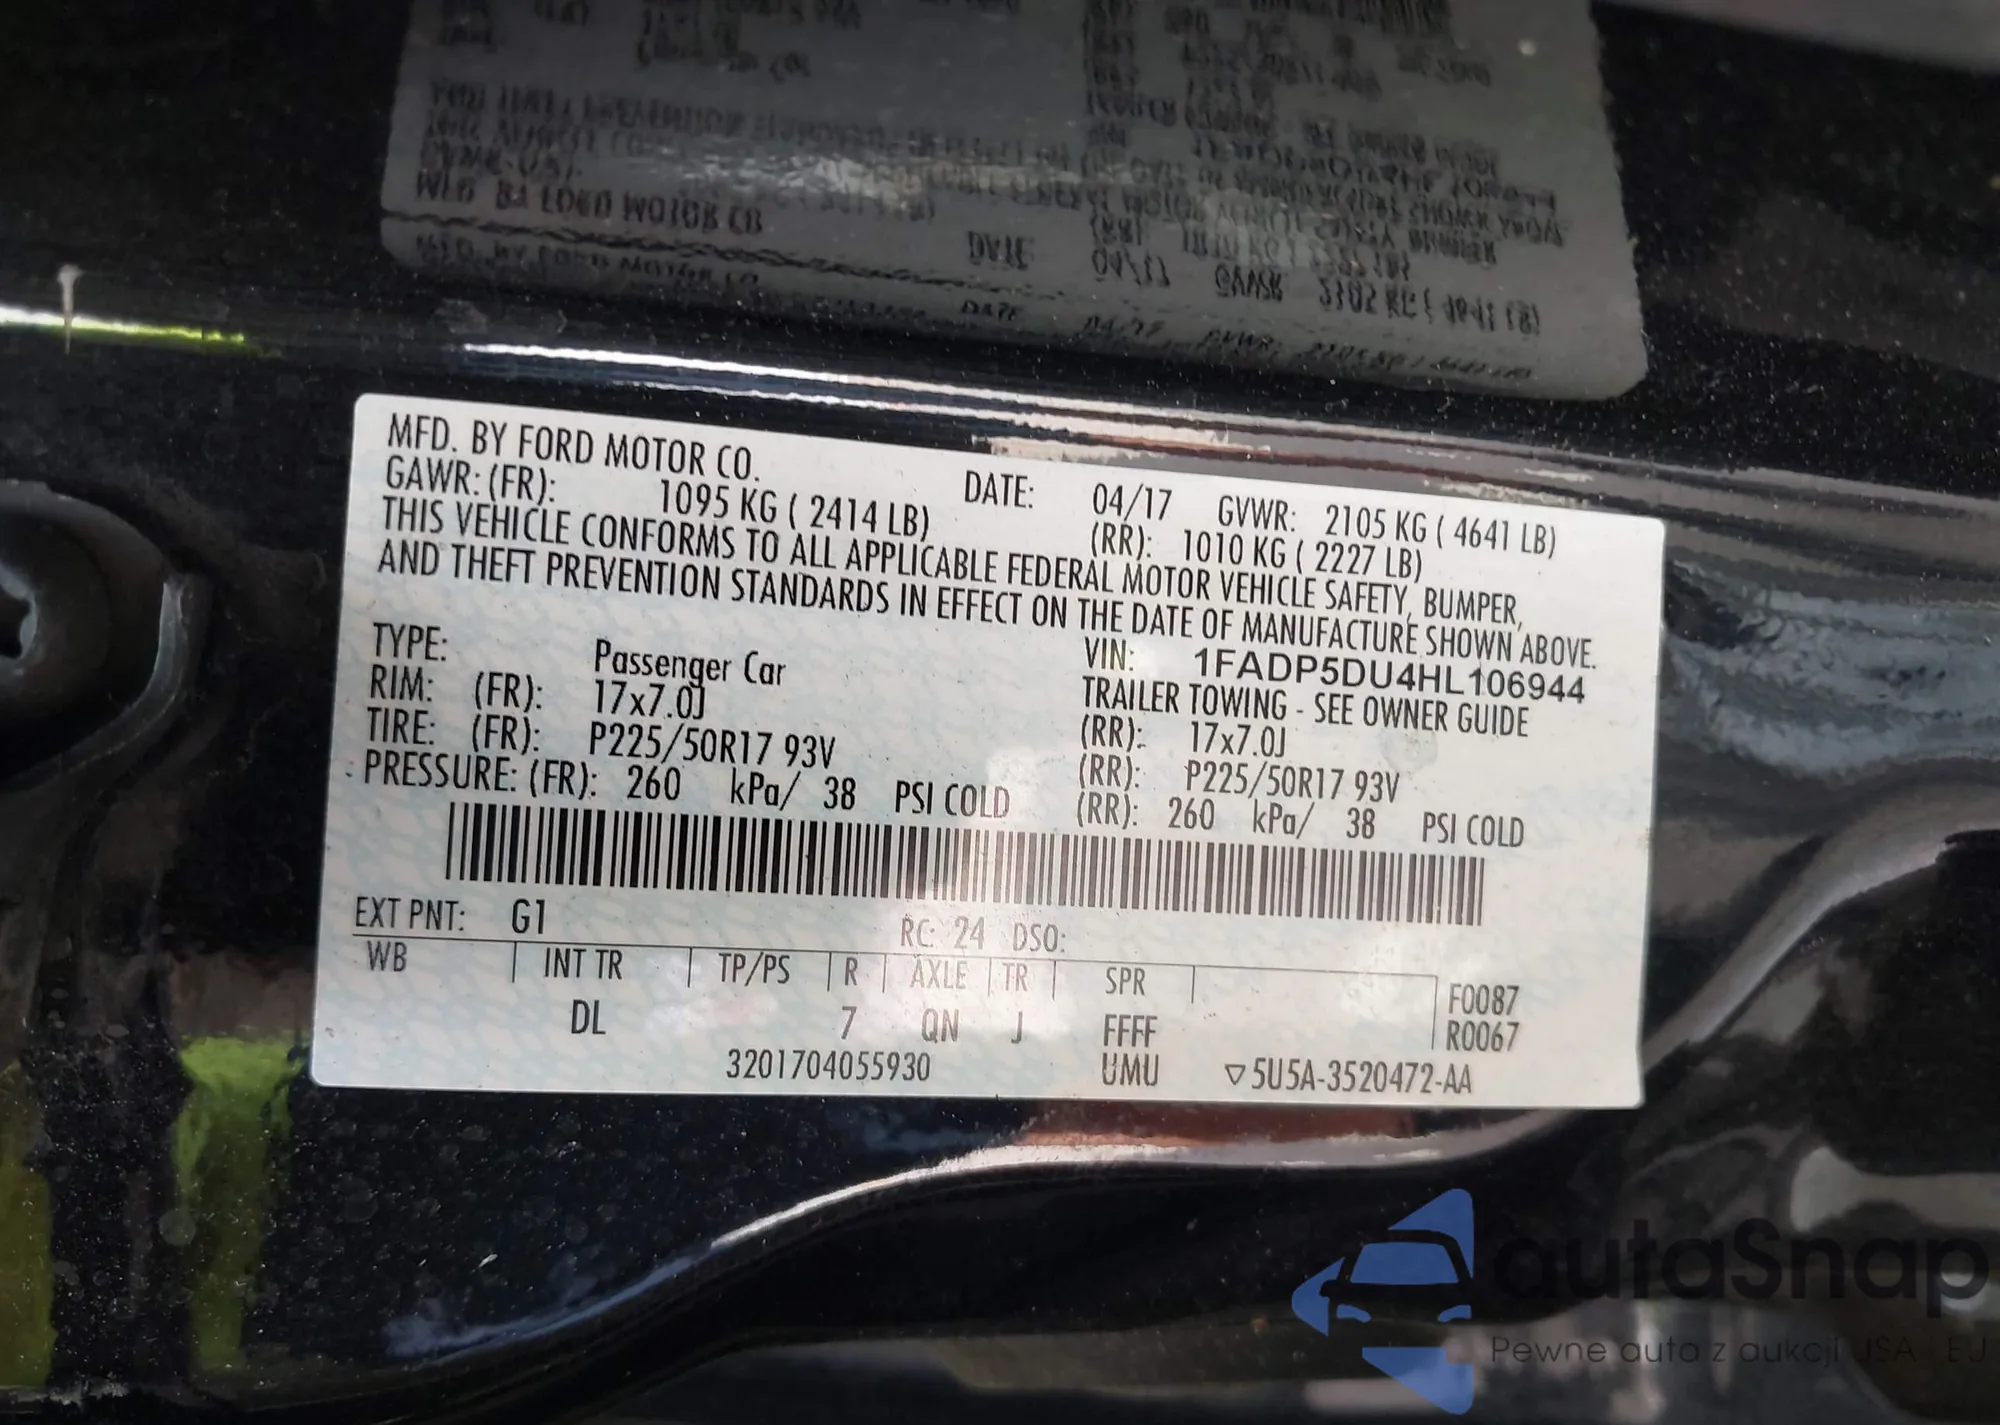 MFD. BY FORD MOTOR CO. DATE: 04/17 GVWR: 2105 KG ( 4641 LB)
GAWR: (FR): 1095 KG ( 2414 LB) (RR): 1010 KG ( 2227 LB)
THIS VEHICLE CONFORMS TO ALL APPLICABLE FEDERAL MOTOR VEHICLE SAFETY, BUMPER,
AND THEFT PREVENTION STANDARDS IN EFFECT ON THE DATE OF MANUFACTURE SHOWN ABOVE.
VIN: 1FADP5DU4HL106944
TYPE: Passenger Car TRAILER TOWING - SEE OWNER GUIDE
RIM: (FR): 17x7.0J (RR): 17x7.0J
TIRE: (FR): P225/50R17 93V (RR): P225/50R17 93V
PRESSURE: (FR): 260 kPa/ 38 PSI COLD (RR): 260 kPa/ 38 PSI COLD
EXT PNT: G1 RC: 24 DSO:
WB INT TR TP/PS R AXLE TR SPR F0087
DL 7 QN J FFFF R0067
3201704055930 UMU ▽5U5A-3520472-AA
autoSnap
Pewne auta z aukcji USA - EU